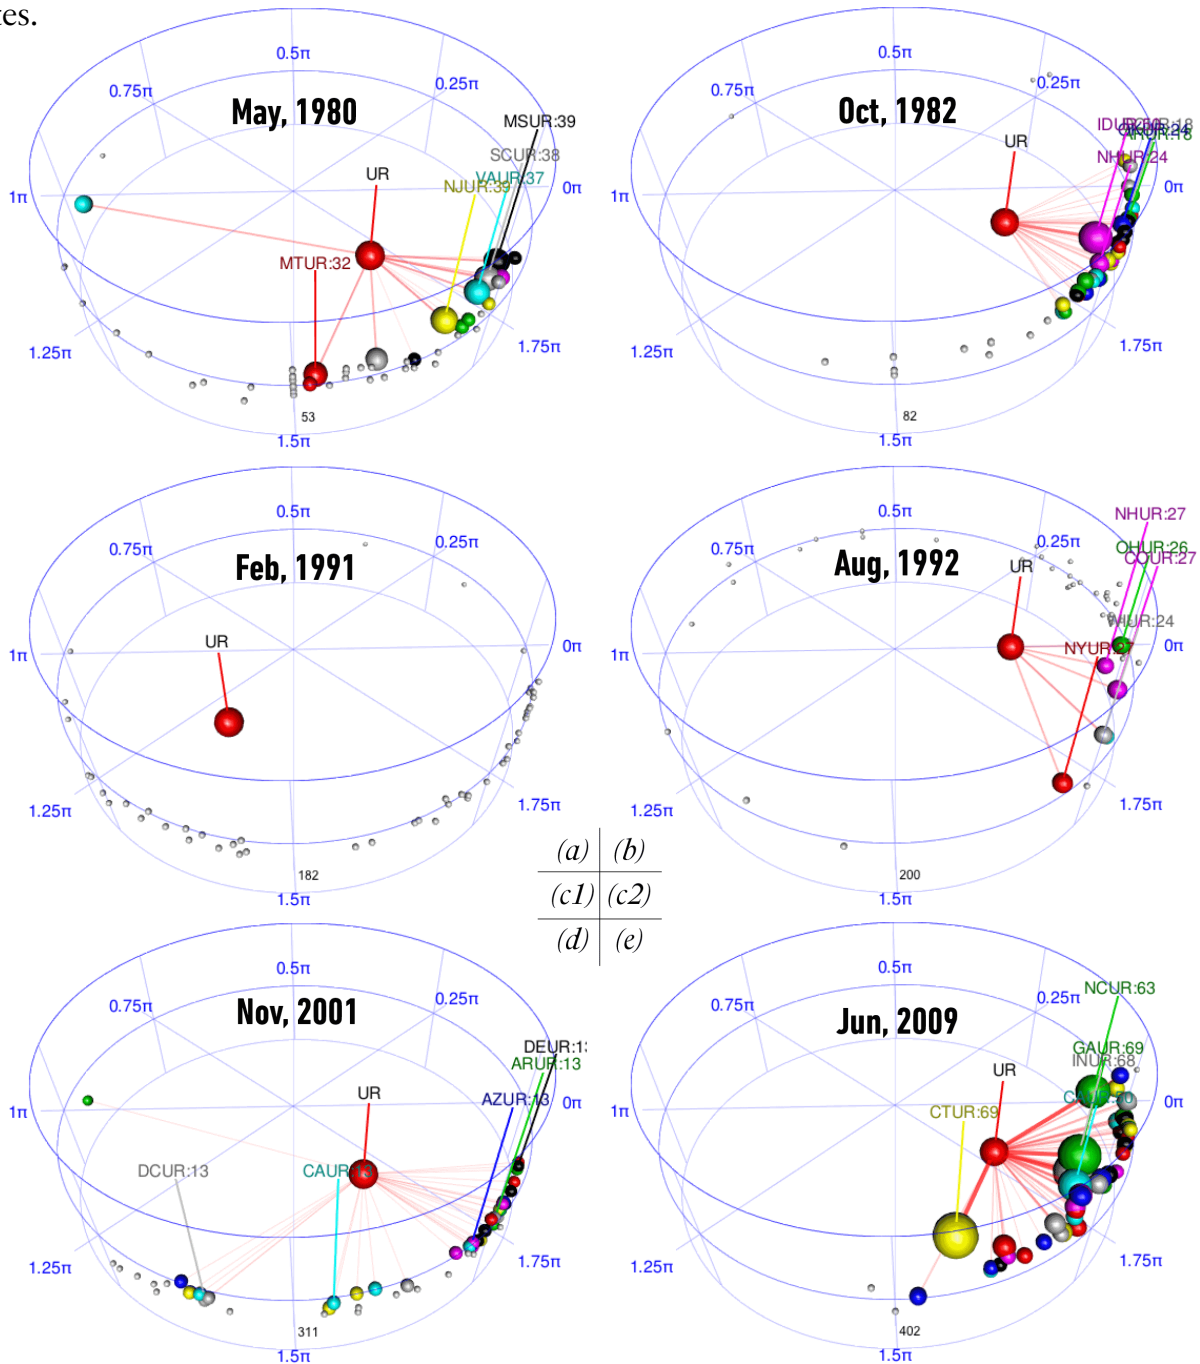 tes.
May, 1980
0.5π
0.75π
0.25π
MSUR:39
SCUR:38
VAUR:37
NJUR:39
UR
MTUR:32
1π
0π
1.25π
1.75π
53
1.5π
Oct, 1982
0.5π
0.75π
0.25π
UR
NHUR:24
1π
0π
1.25π
1.75π
82
1.5π
Feb, 1991
0.5π
0.75π
0.25π
UR
1π
0π
1.25π
1.75π
182
1.5π
Aug, 1992
0.5π
0.75π
0.25π
NHUR:27
OHUR:26
COUR:27
UR
NYUR:27
1π
0π
1.25π
1.75π
200
1.5π
(a) (b)
(c1) (c2)
(d) (e)
Nov, 2001
0.5π
0.75π
0.25π
DEUR:13
ARUR:13
AZUR:13
UR
DCUR:13
CAUR:13
1π
0π
1.25π
1.75π
311
1.5π
Jun, 2009
0.5π
0.75π
0.25π
NCUR:63
GAUR:69
INUR:68
UR
CTUR:69
1π
0π
1.25π
1.75π
402
1.5π